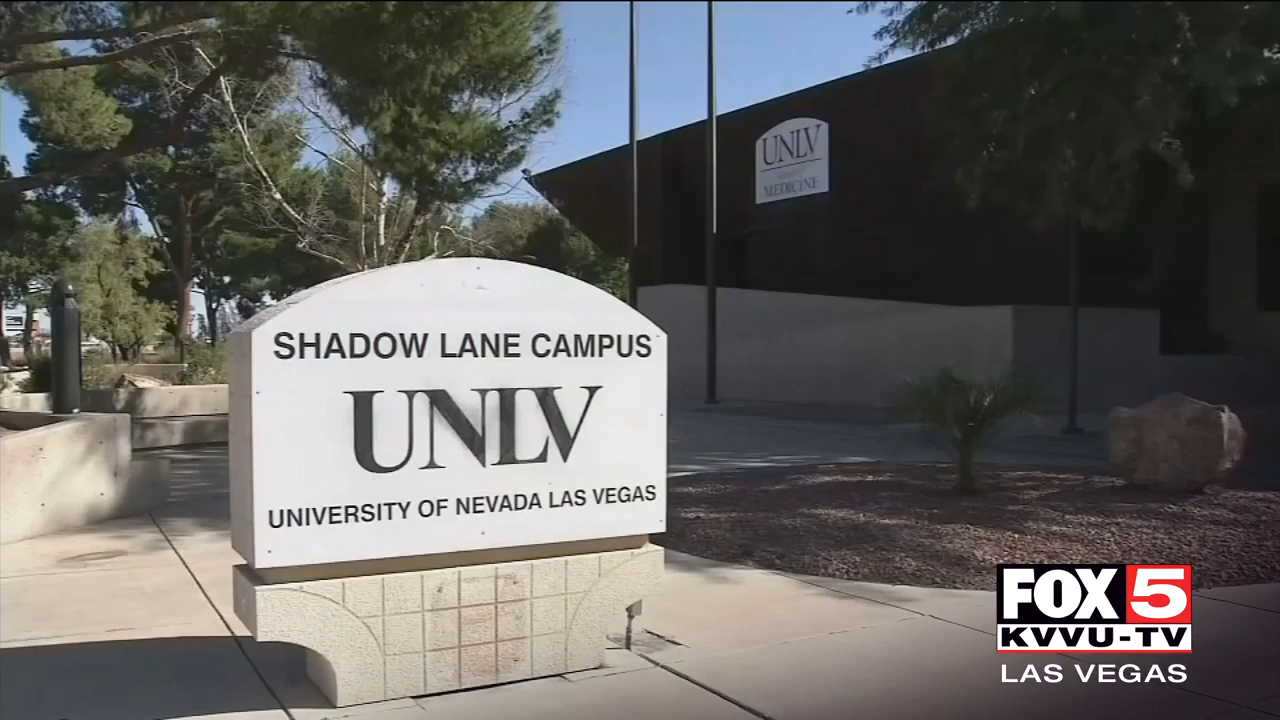 UNLV
MEDICINE
SHADOW LANE CAMPUS
UNLV
UNIVERSITY OF NEVADA LAS VEGAS
FOX 5
KVVU-TV
LAS VEGAS